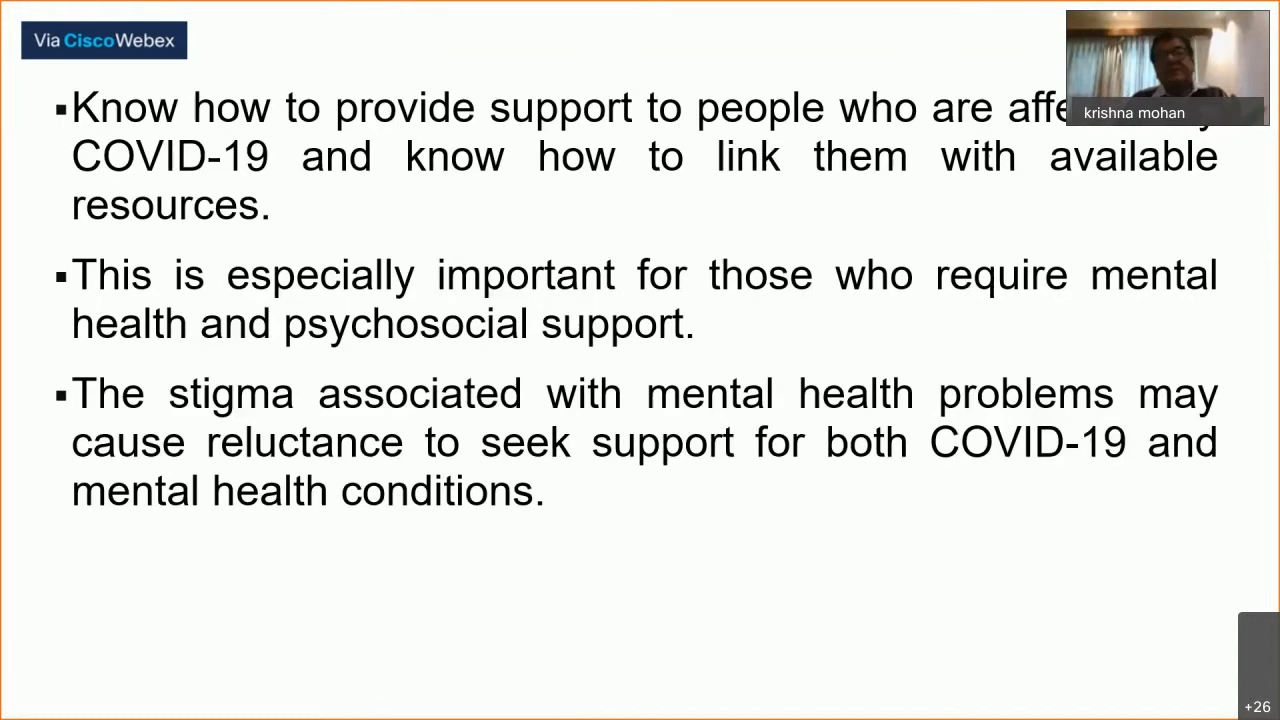 Via CiscoWebex
krishna mohan
▪Know how to provide support to people who are
COVID-19 and know how to link them with available
resources.
▪This is especially important for those who require mental
health and psychosocial support.
▪The stigma associated with mental health problems may
cause reluctance to seek support for both COVID-19 and
mental health conditions.
+26